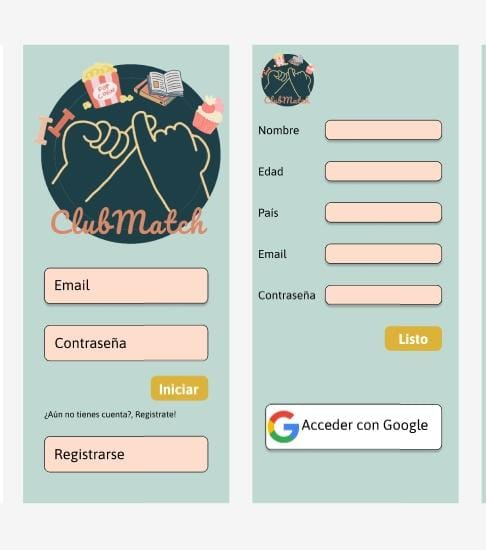 POP
CORN
ClubMatch
Email
Contraseña
Iniciar
¿Aún no tienes cuenta?, Registrate!
Registrarse
ClubMatch
Nombre
Edad
País
Email
Contraseña
Listo
Acceder con Google